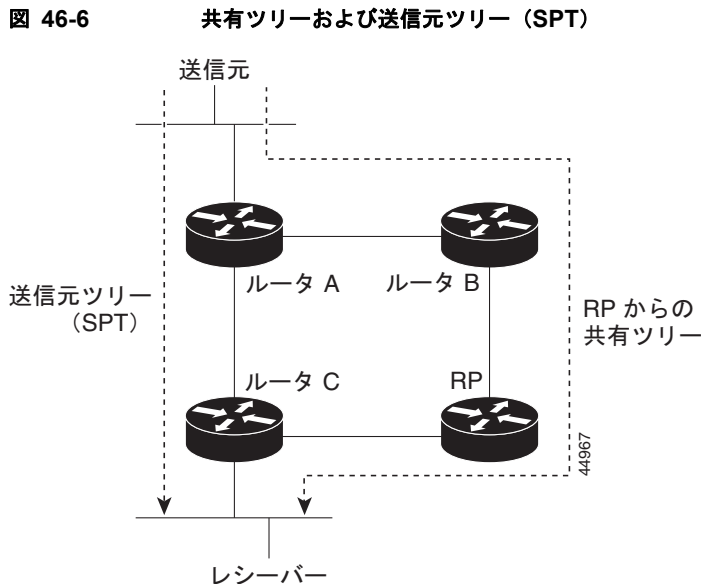 図 46-6 共有ツリーおよび送信元ツリー（SPT）
送信元
ルータ A
ルータ B
送信元ツリー
（SPT）
RP からの
共有ツリー
ルータ C
RP
44967
レシーバー